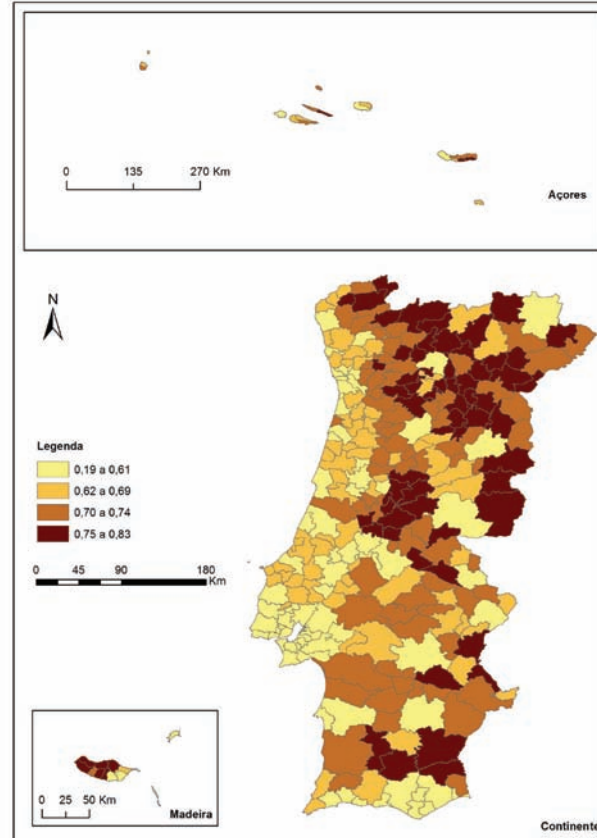 0 135 270 Km
Açores
N
Legenda
0,19 a 0,61
0,62 a 0,69
0,70 a 0,74
0,75 a 0,83
0 45 90 180
Km
0 25 50 Km
Madeira
Continente